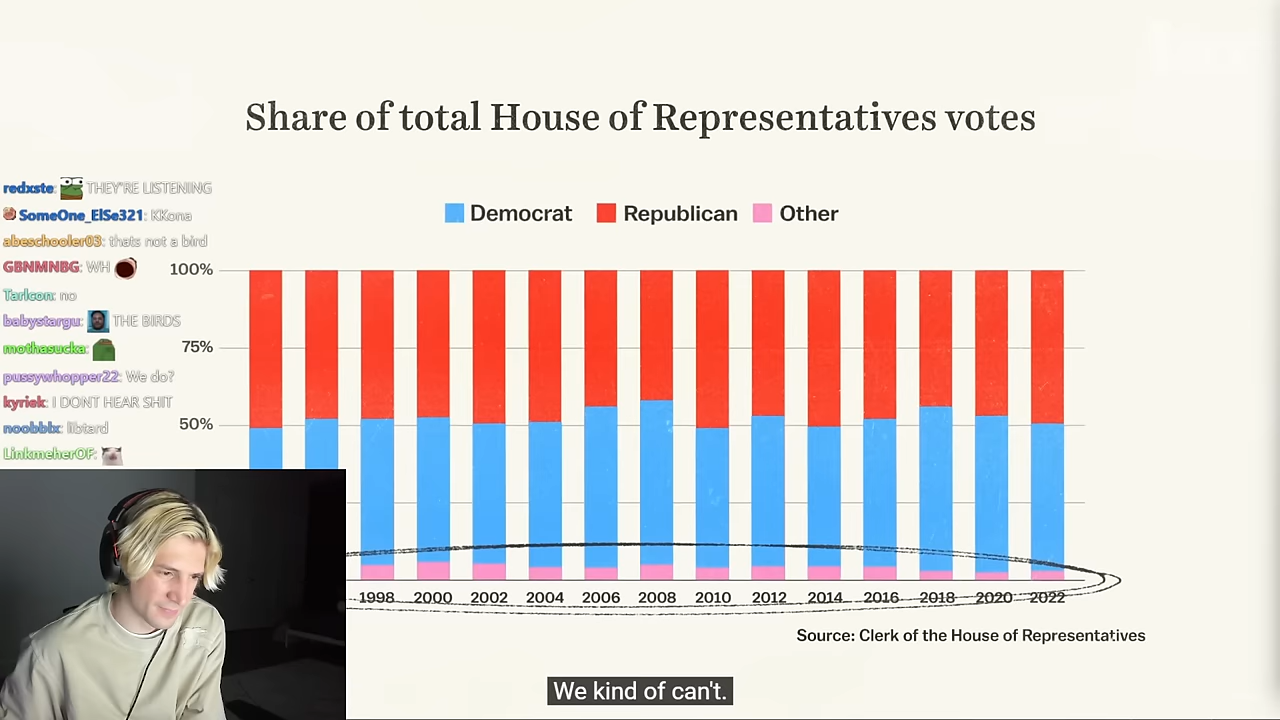 Share of total House of Representatives votes
Democrat Republican Other
redxste: THEY'RE LISTENING
SomeOne_ElSe321: KKona
abeschooler03: thats not a bird
GBNMNBG: WH
Tarlcon: no
babystargu: THE BIRDS
mothasucka:
pussywhopper22: We do?
kyriek: I DONT HEAR SHIT
noobblx: libtard
LinkmeherOF:
100%
75%
50%
1998 2000 2002 2004 2006 2008 2010 2012 2014 2016 2018 2020 2022
Source: Clerk of the House of Representatives
We kind of can't.